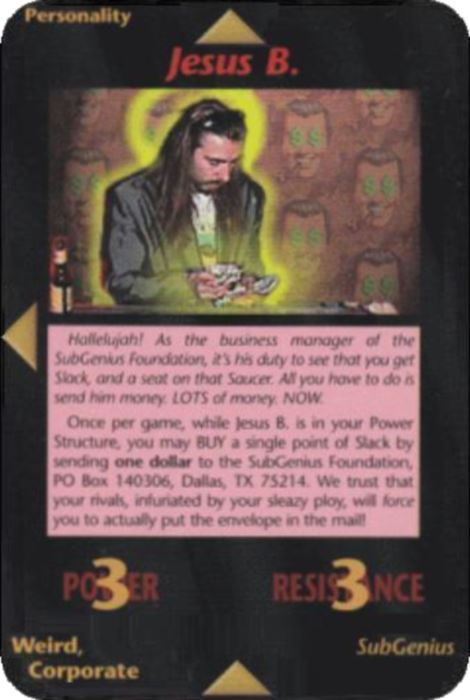 Personality
Jesus B.
Hallelujah! As the business manager of the
SubGenius Foundation, it's his duty to see that you get
Slack, and a seat on that Saucer. All you have to do is
send him money. LOTS of money. NOW.
Once per game, while Jesus B. is in your Power
Structure, you may BUY a single point of Slack by
sending one dollar to the SubGenius Foundation,
PO Box 140306, Dallas, TX 75214. We trust that
your rivals, infuriated by your sleazy ploy, will force
you to actually put the envelope in the mail!
POWER 3 RESISTANCE 3
Weird,
Corporate
SubGenius